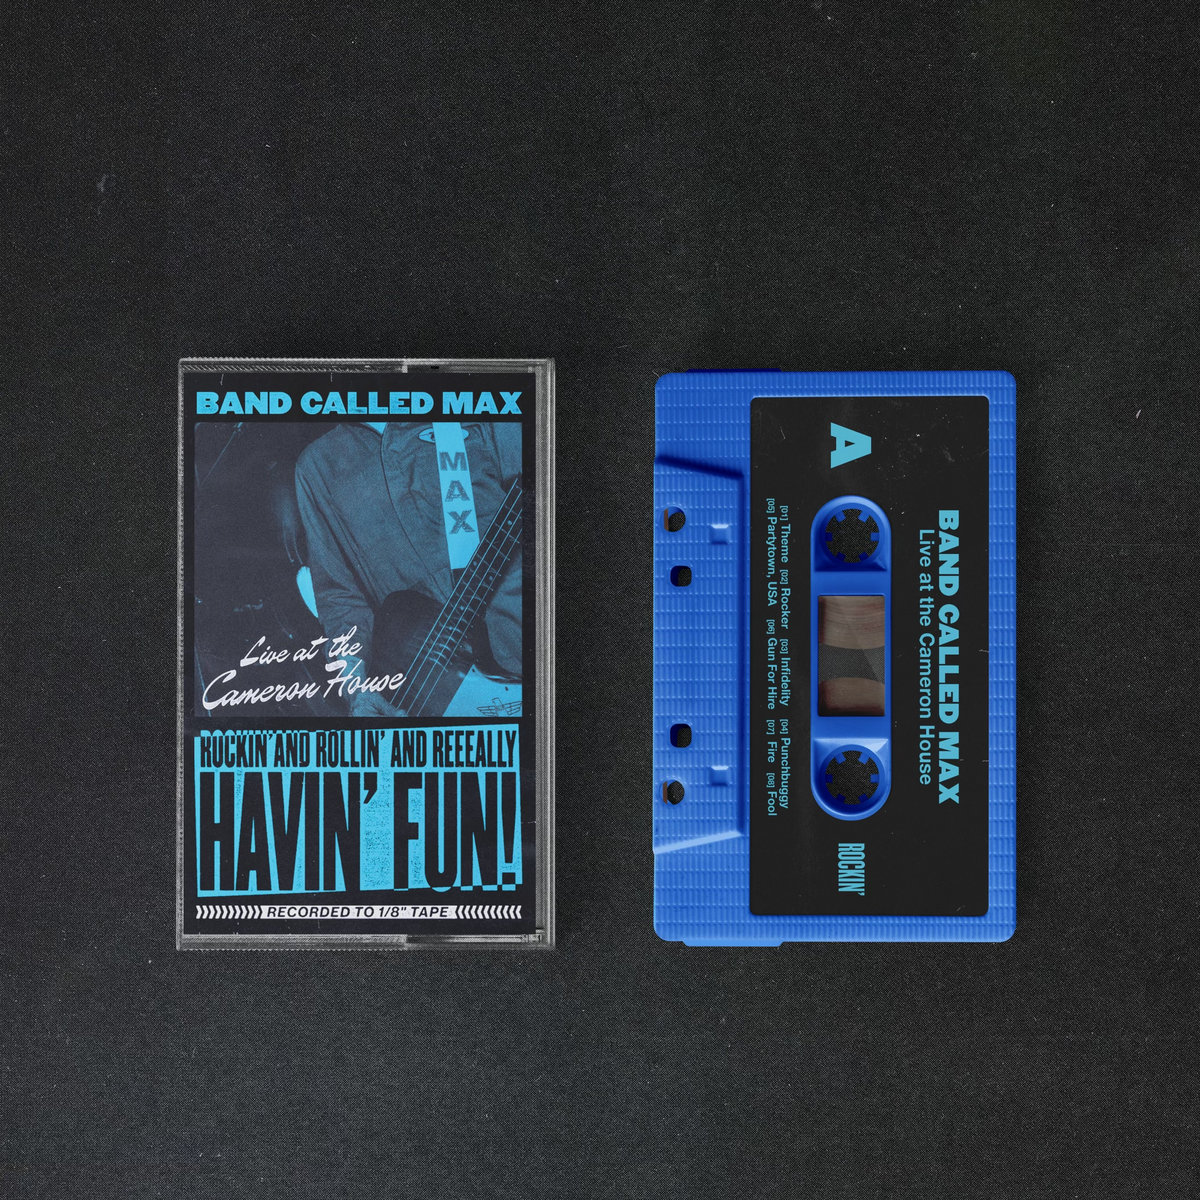 BAND CALLED MAX
MAX
Live at the
Cameron House
ROCKIN' AND ROLLIN' AND REEEALLY
HAVIN' FUN!
RECORDED TO 1/8" TAPE
A
BAND CALLED MAX
Live at the Cameron House
[01] Theme [02] Rocker [03] Infidelity [04] Punchbuggy
[05] Partytown, USA [06] Gun For Hire [07] Fire [08] Fool
ROCKIN'